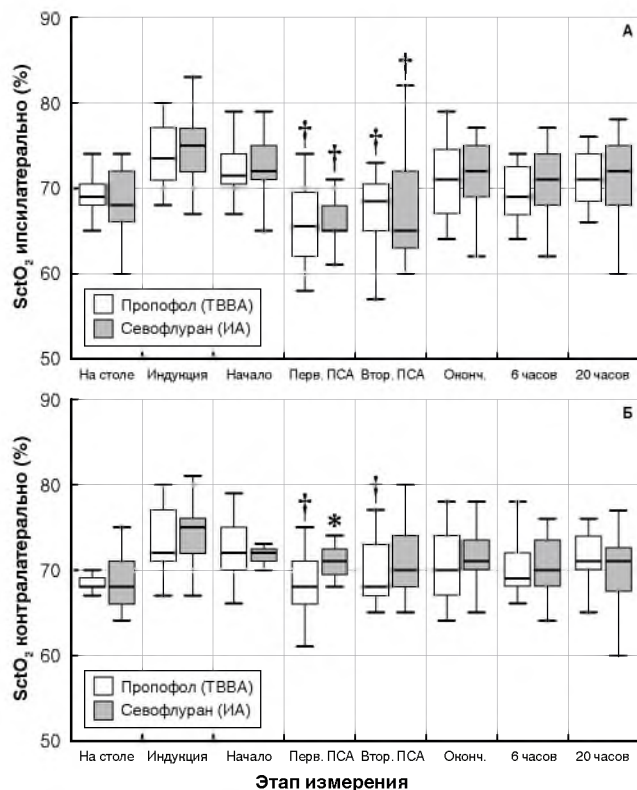 90
А
80
70
60
50
SctO₂ ипсилатерально (%)
† † † †
Пропофол (ТВВА)
Севофлуран (ИА)
На столе Индукция Начало Перв. ПСА Втор. ПСА Оконч. 6 часов 20 часов
90
Б
80
70
60
50
SctO₂ контралатерально (%)
† * †
Пропофол (ТВВА)
Севофлуран (ИА)
На столе Индукция Начало Перв. ПСА Втор. ПСА Оконч. 6 часов 20 часов
Этап измерения